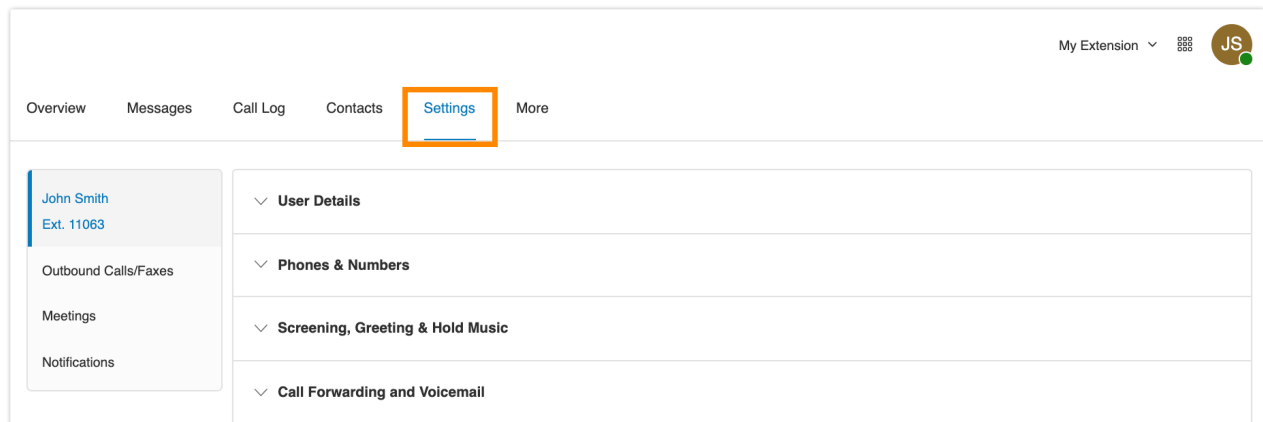 My Extension
JS
Overview Messages Call Log Contacts Settings More
John Smith
Ext. 11063
Outbound Calls/Faxes
Meetings
Notifications
User Details
Phones & Numbers
Screening, Greeting & Hold Music
Call Forwarding and Voicemail